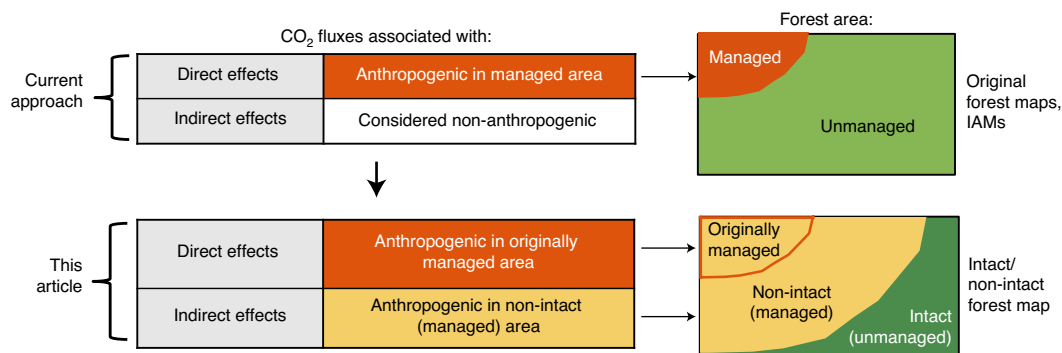 CO2 fluxes associated with:
Forest area:
Current
approach
Direct effects
Anthropogenic in managed area
Indirect effects
Considered non-anthropogenic
Managed
Unmanaged
Original
forest maps,
IAMs
This
article
Direct effects
Anthropogenic in originally
managed area
Indirect effects
Anthropogenic in non-intact
(managed) area
Originally
managed
Non-intact
(managed)
Intact
(unmanaged)
Intact/
non-intact
forest map